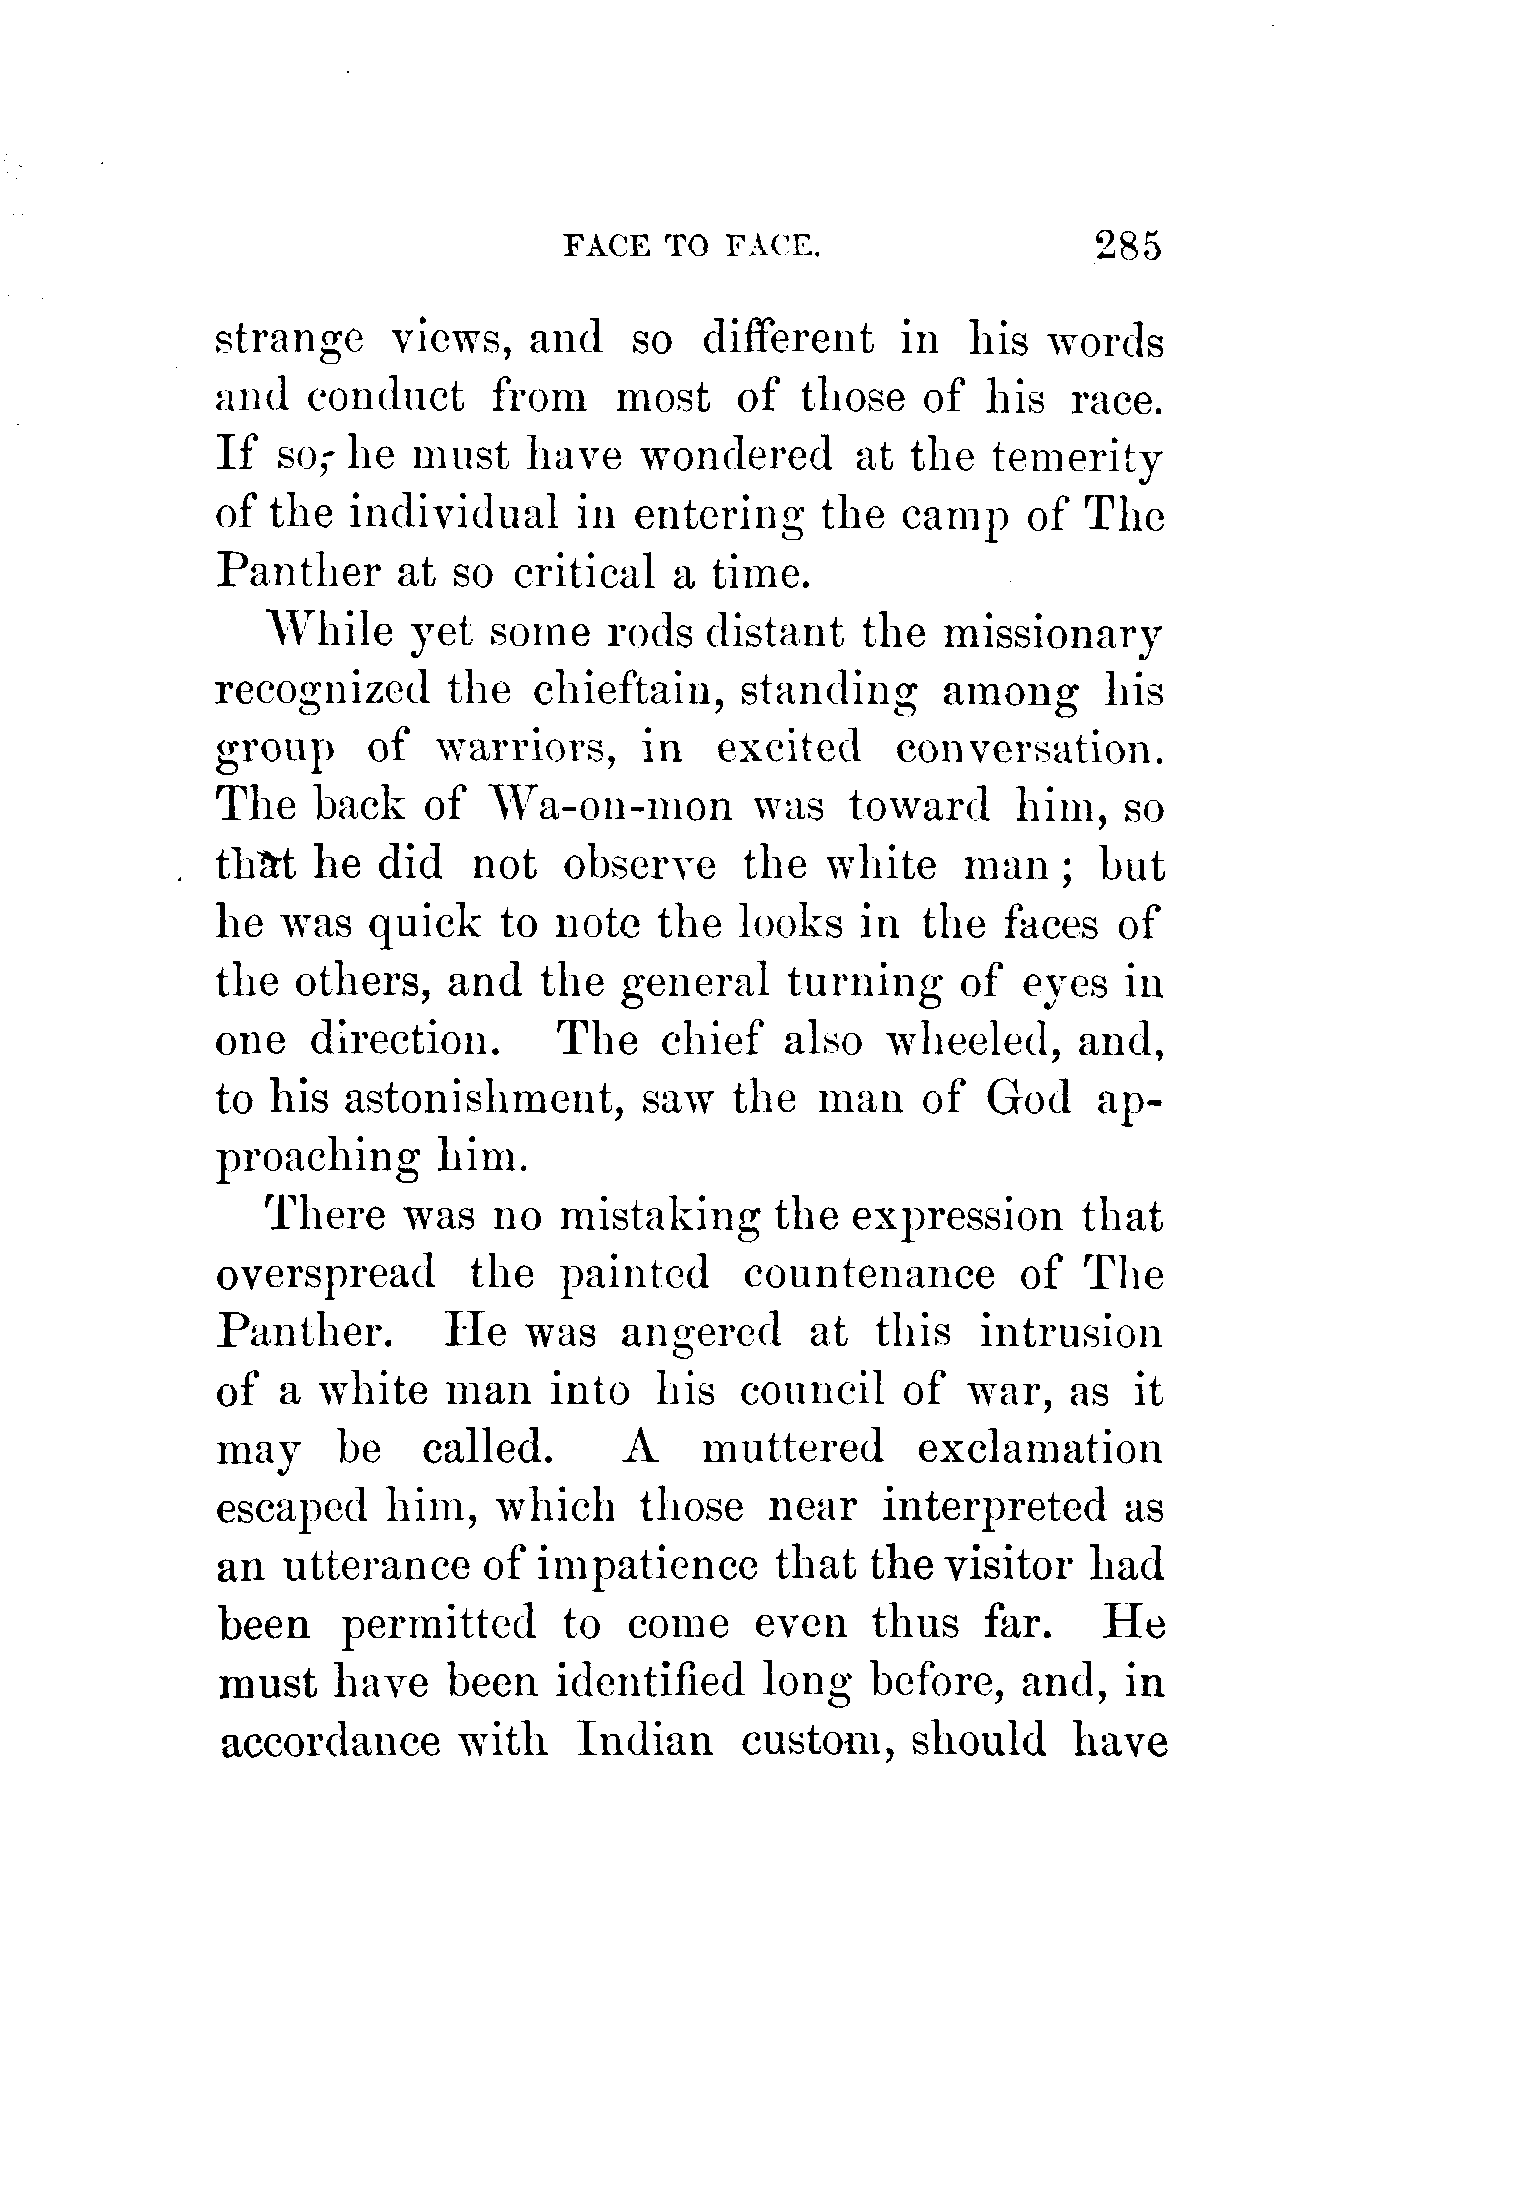 FACE TO FACE. 285
strange views, and so different in his words
and conduct from most of those of his race.
If so, he must have wondered at the temerity
of the individual in entering the camp of The
Panther at so critical a time.
While yet some rods distant the missionary
recognized the chieftain, standing among his
group of warriors, in excited conversation.
The back of Wa-on-mon was toward him, so
that he did not observe the white man; but
he was quick to note the looks in the faces of
the others, and the general turning of eyes in
one direction. The chief also wheeled, and,
to his astonishment, saw the man of God ap-
proaching him.
There was no mistaking the expression that
overspread the painted countenance of The
Panther. He was angered at this intrusion
of a white man into his council of war, as it
may be called. A muttered exclamation
escaped him, which those near interpreted as
an utterance of impatience that the visitor had
been permitted to come even thus far. He
must have been identified long before, and, in
accordance with Indian custom, should have